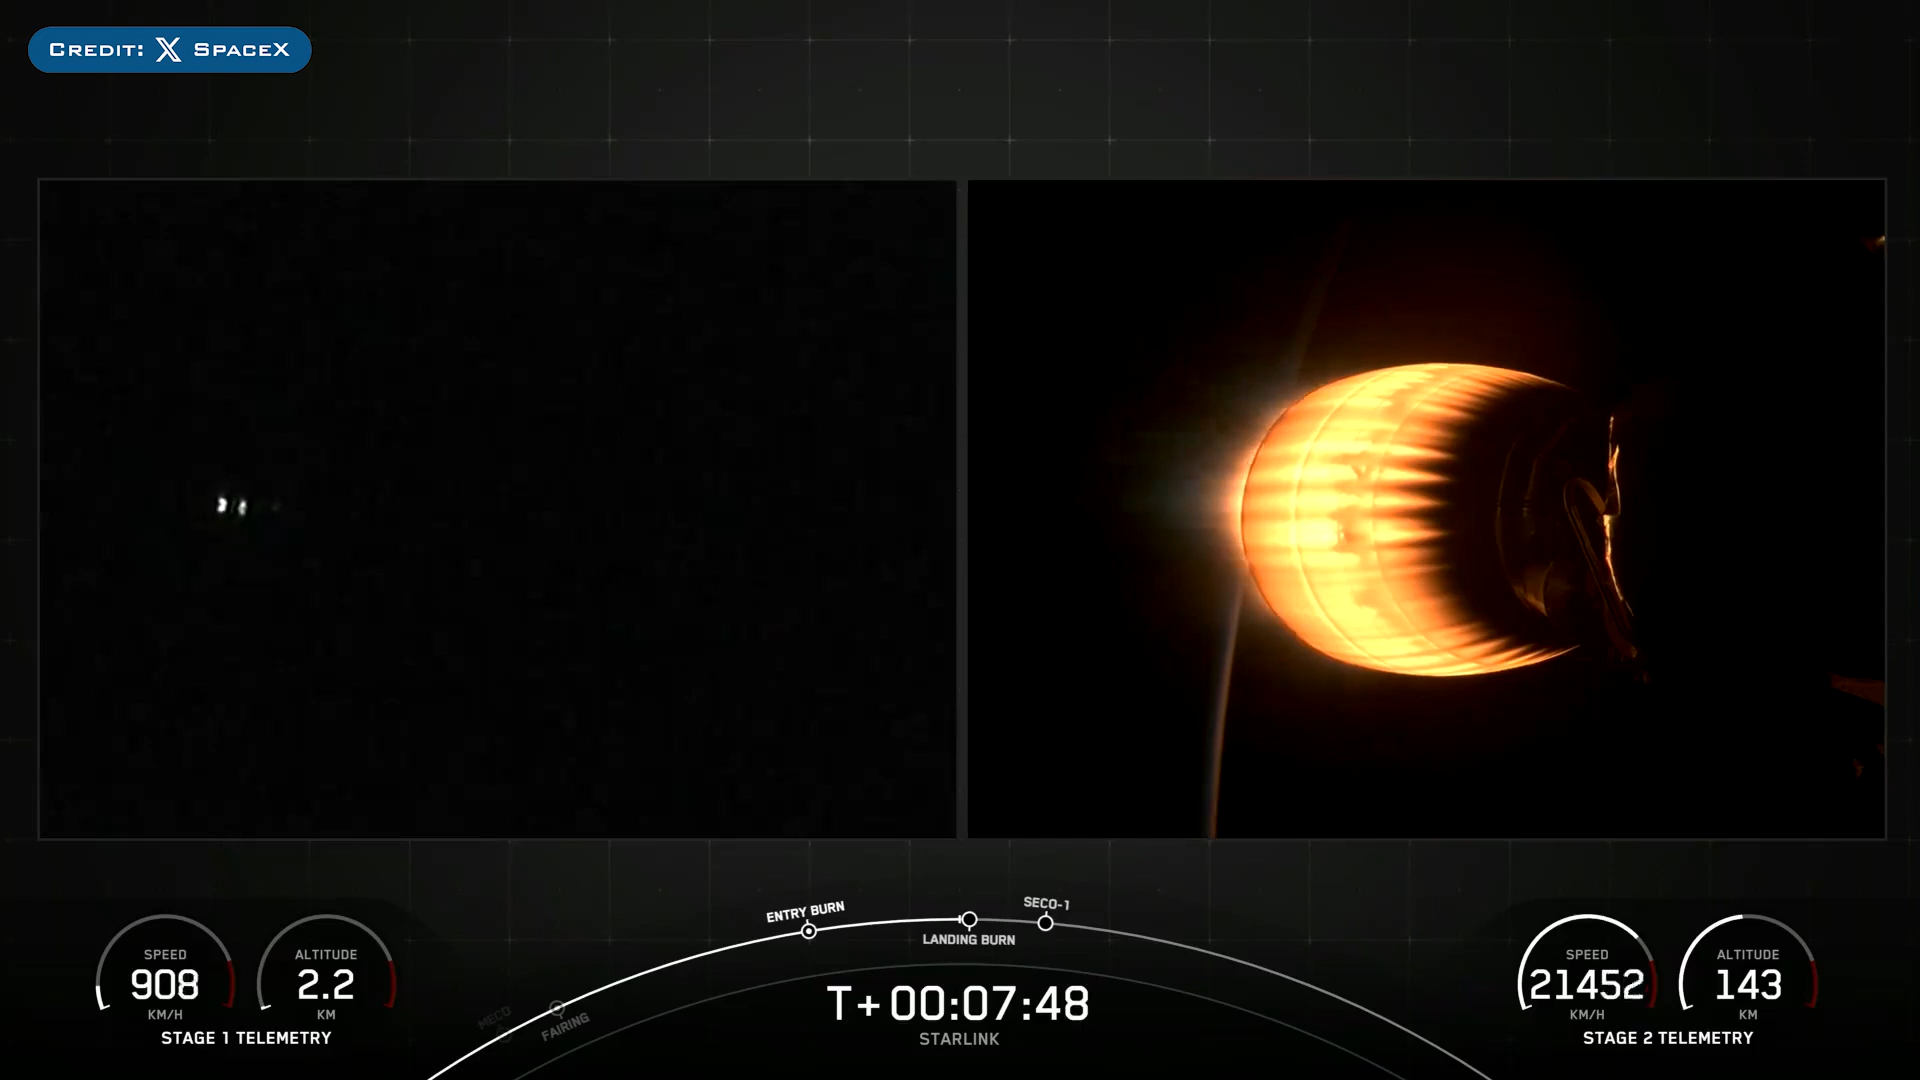 CREDIT: X SPACEX
ENTRY BURN
SECO-1
LANDING BURN
MECO
FAIRING
SPEED
908
KM/H
ALTITUDE
2.2
KM
STAGE 1 TELEMETRY
T+00:07:48
STARLINK
SPEED
21452
KM/H
ALTITUDE
143
KM
STAGE 2 TELEMETRY